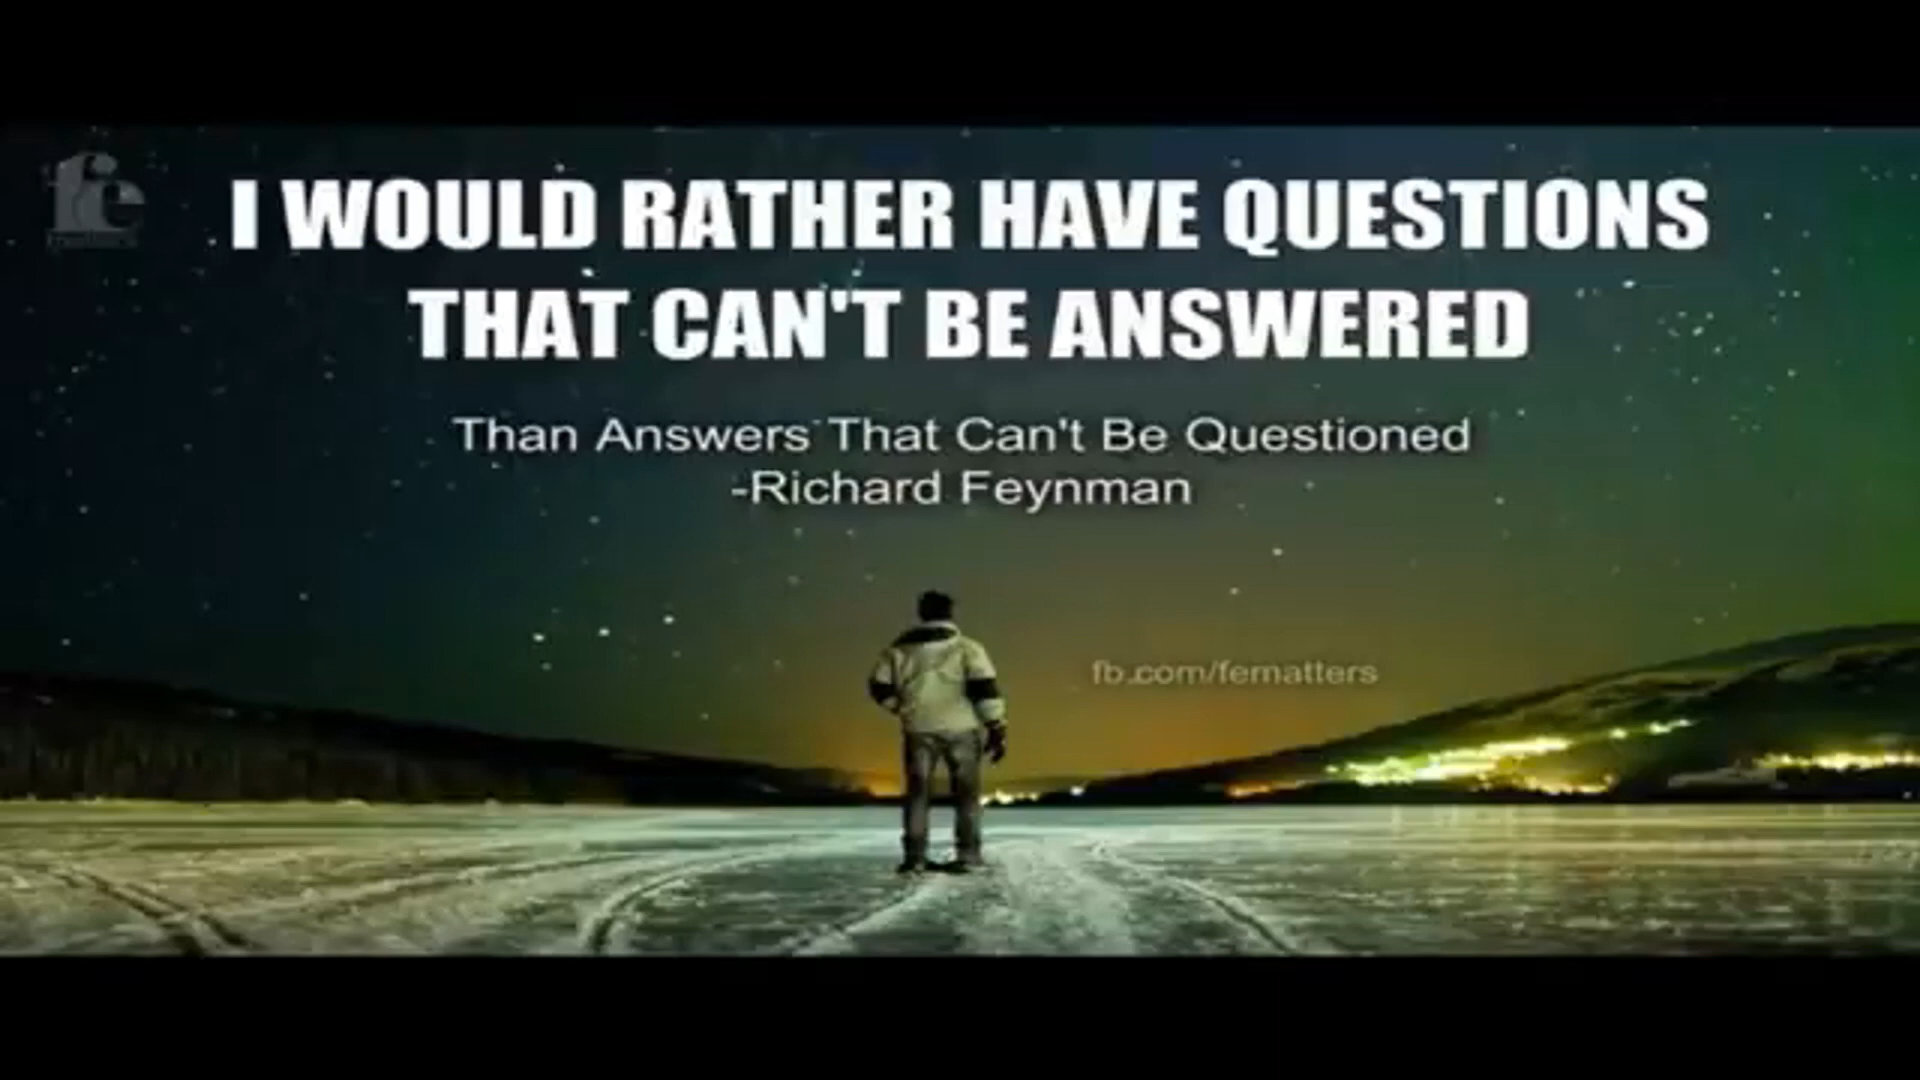 fe
I WOULD RATHER HAVE QUESTIONS
THAT CAN'T BE ANSWERED
Than Answers That Can't Be Questioned
-Richard Feynman
fb.com/fematters